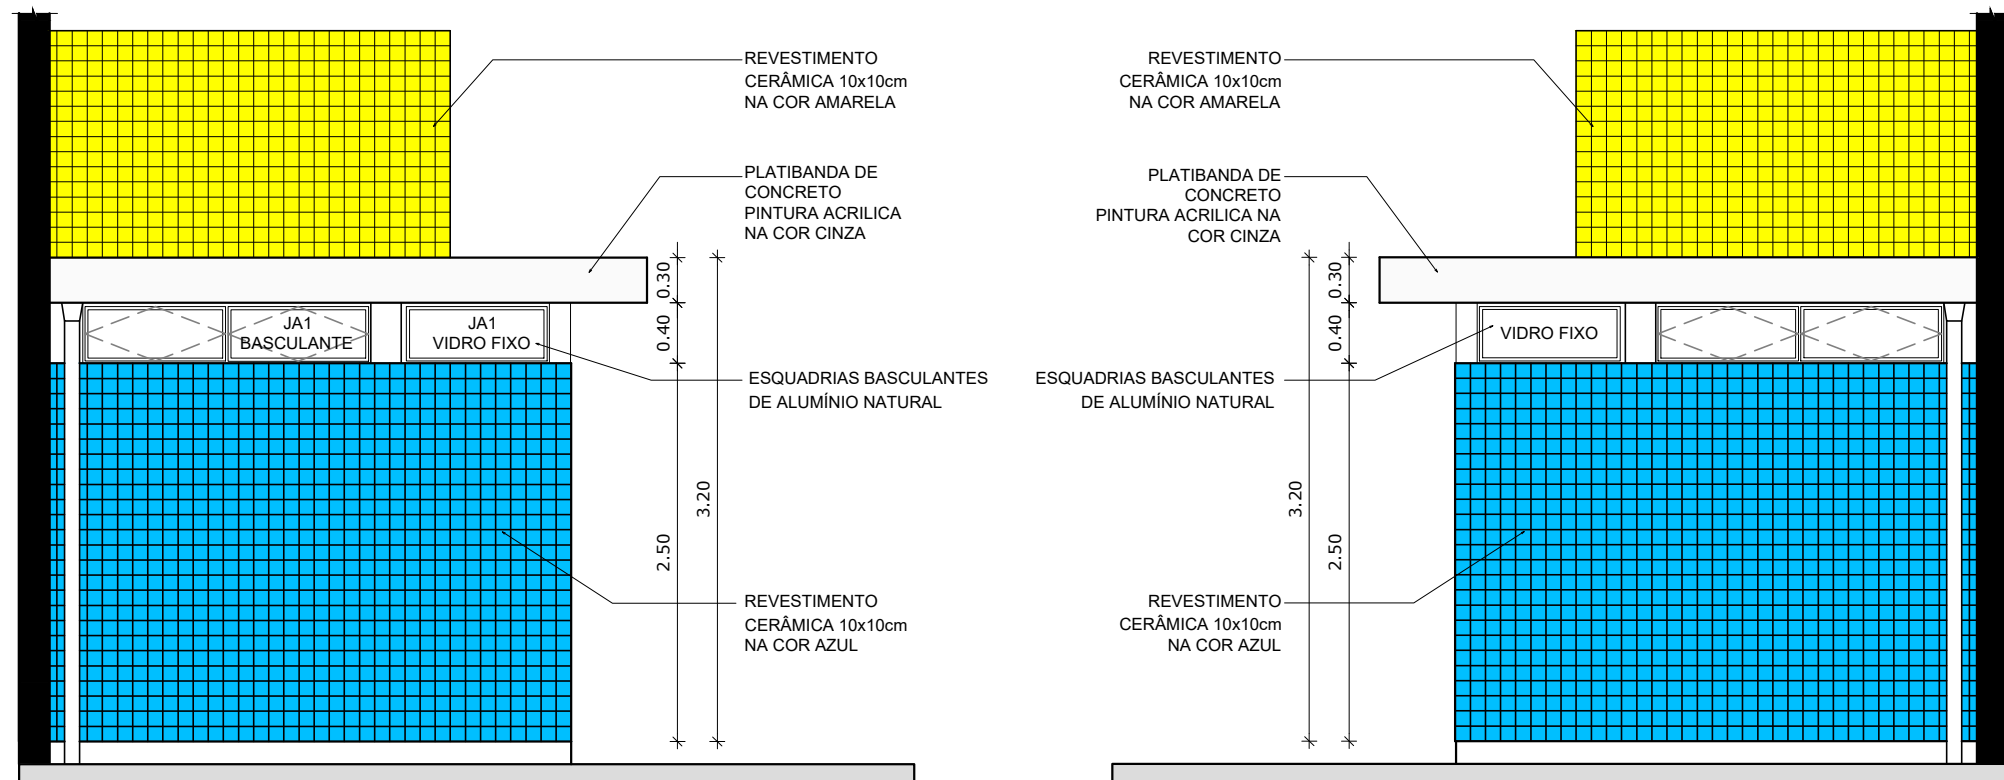 REVESTIMENTO
CERÂMICA 10x10cm
NA COR AMARELA
PLATIBANDA DE
CONCRETO
PINTURA ACRILICA
NA COR CINZA
0.30
0.40
JA1
BASCULANTE
JA1
VIDRO FIXO
ESQUADRIAS BASCULANTES
DE ALUMÍNIO NATURAL
3.20
2.50
REVESTIMENTO
CERÂMICA 10x10cm
NA COR AZUL
REVESTIMENTO
CERÂMICA 10x10cm
NA COR AMARELA
PLATIBANDA DE
CONCRETO
PINTURA ACRILICA NA
COR CINZA
0.30
0.40
VIDRO FIXO
ESQUADRIAS BASCULANTES
DE ALUMÍNIO NATURAL
3.20
2.50
REVESTIMENTO
CERÂMICA 10x10cm
NA COR AZUL